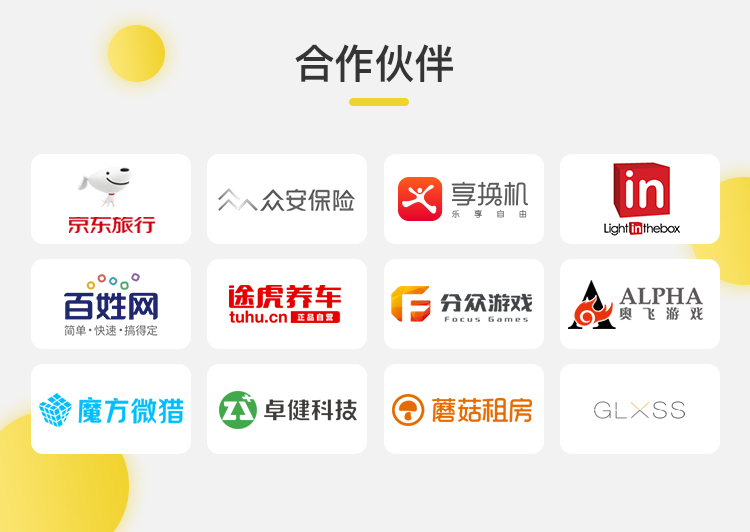 合作伙伴
京东旅行
众安保险
享换机
乐享自由
in
Lightinthebox
百姓网
简单·快速·搞得定
途虎养车
tuhu.cn 正品自营
分众游戏
Focus Games
ALPHA
奥飞游戏
魔方微猎
卓健科技
蘑菇租房
GLXSS